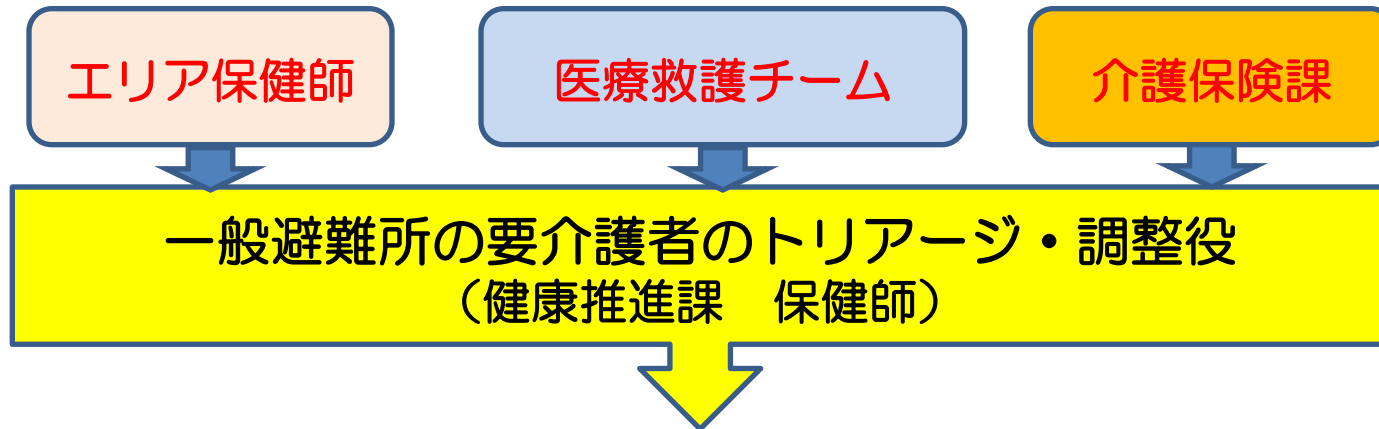 エリア保健師
医療救護チーム
介護保険課
一般避難所の要介護者のトリアージ・調整役
（健康推進課　保健師）